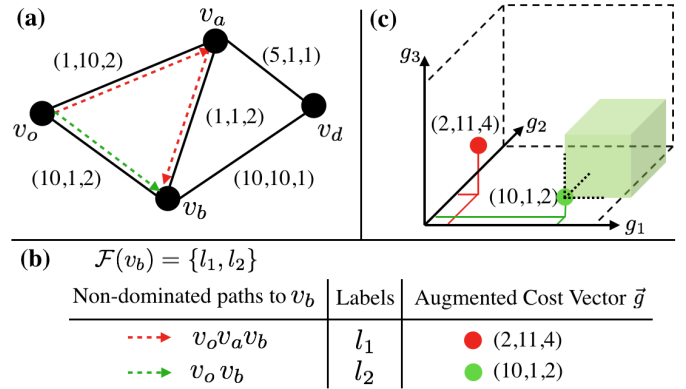 (a)
v_a
(1,10,2)
(5,1,1)
v_o
(1,1,2)
v_d
(10,1,2)
(10,10,1)
v_b
(c)
g_3
(2,11,4)
g_2
(10,1,2)
g_1
(b)
\mathcal{F}(v_b) = \{l_1, l_2\}
Non-dominated paths to v_b Labels Augmented Cost Vector \vec{g}
v_o v_a v_b l_1 (2,11,4)
v_o v_b l_2 (10,1,2)